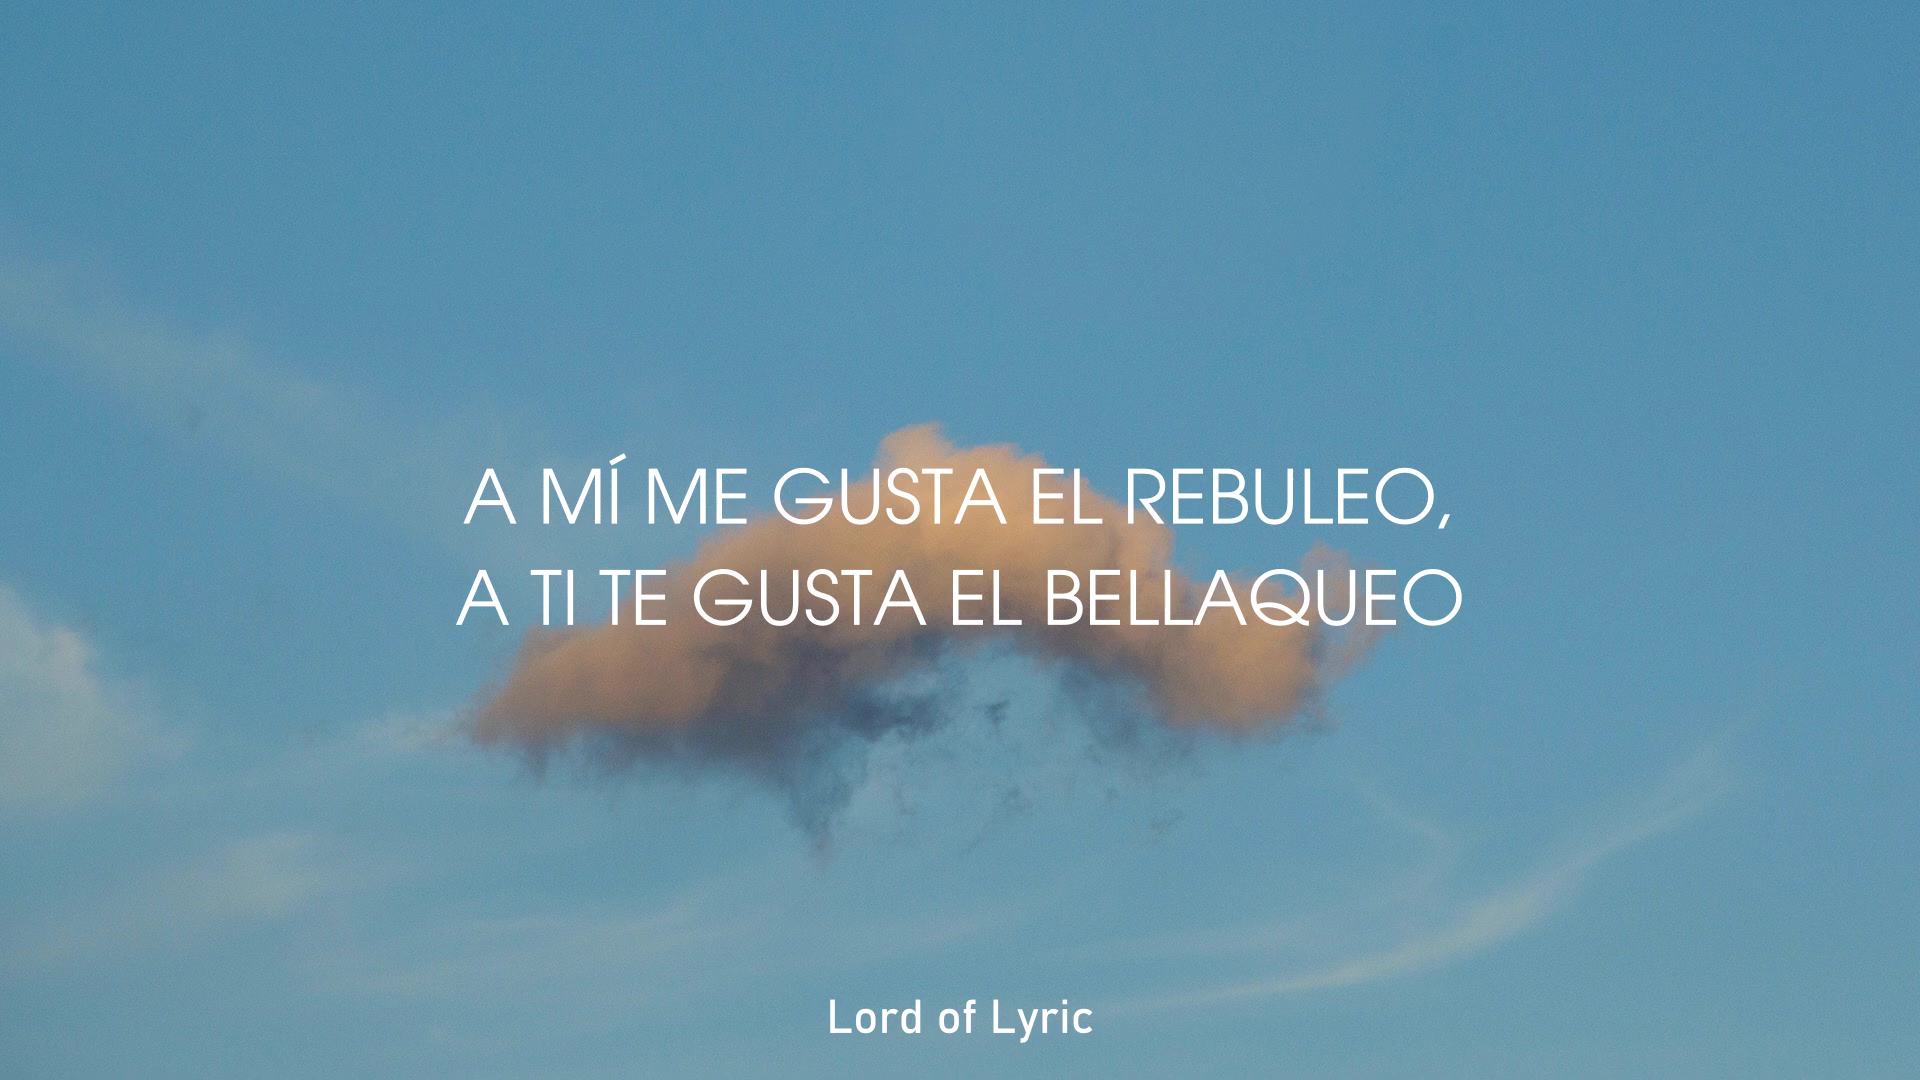 A MÍ ME GUSTA EL REBULEO,
A TI TE GUSTA EL BELLAQUEO
Lord of Lyric